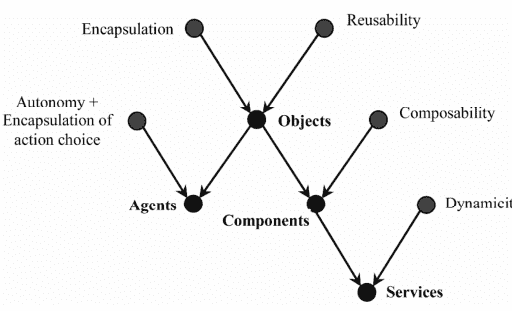 Reusability
Encapsulation
Autonomy +
Encapsulation of
action choice
Objects
Composability
Agents
Components
Dynamicit
Services